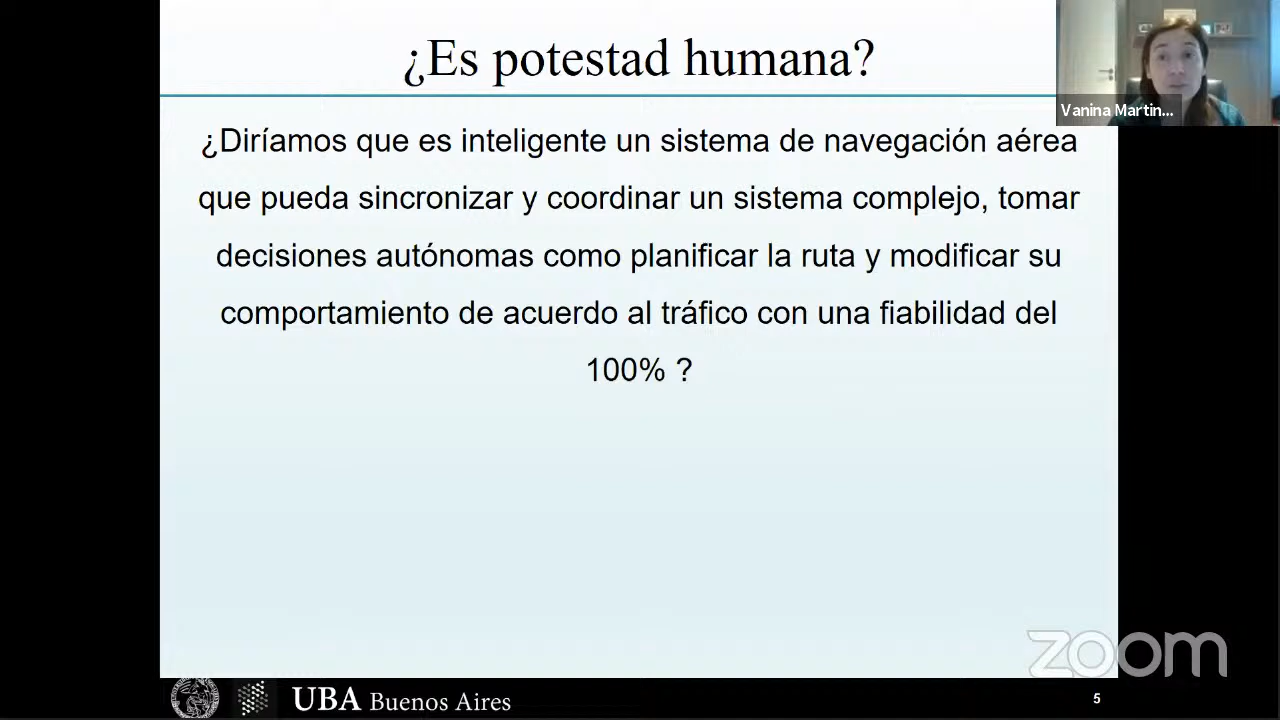 ¿Es potestad humana?
Vanina Martin...
¿Diríamos que es inteligente un sistema de navegación aérea
que pueda sincronizar y coordinar un sistema complejo, tomar
decisiones autónomas como planificar la ruta y modificar su
comportamiento de acuerdo al tráfico con una fiabilidad del
100% ?
zoom
UBA Buenos Aires
5